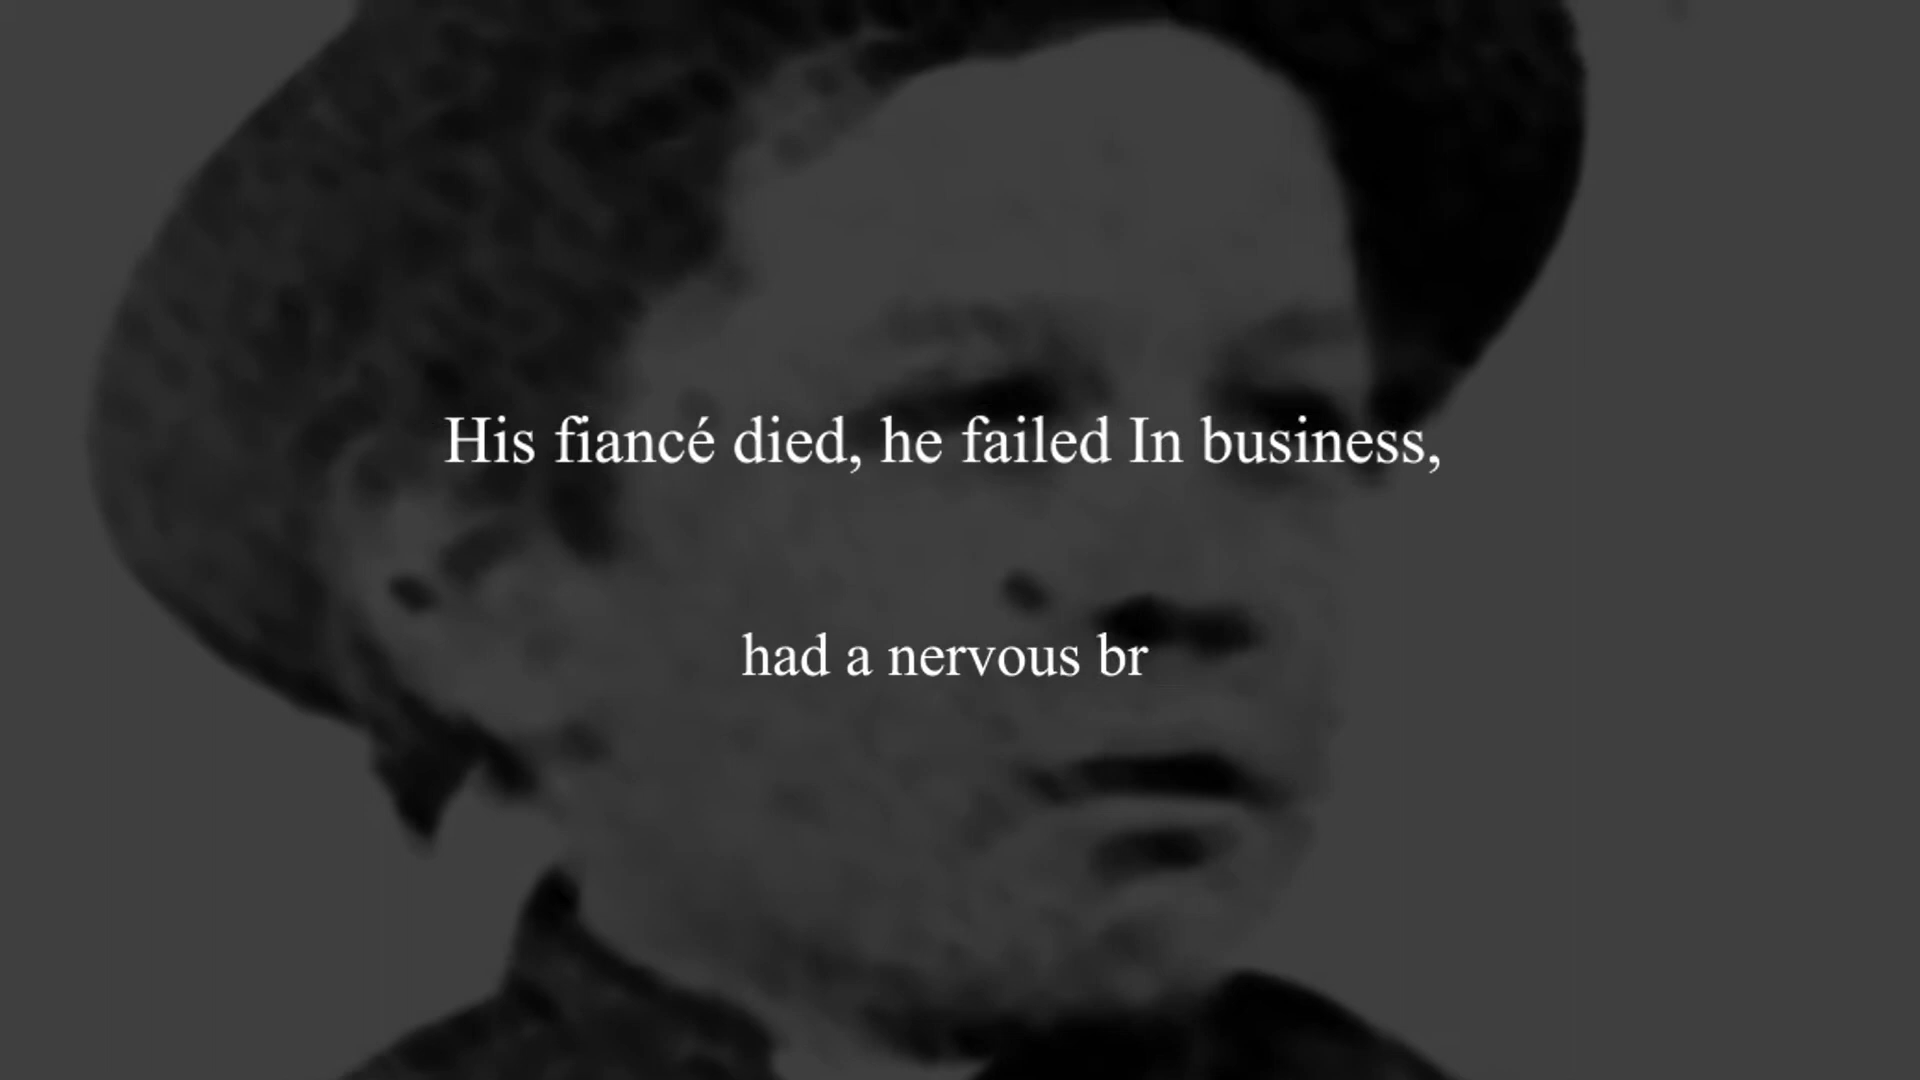 His fiancé died, he failed In business,
had a nervous br